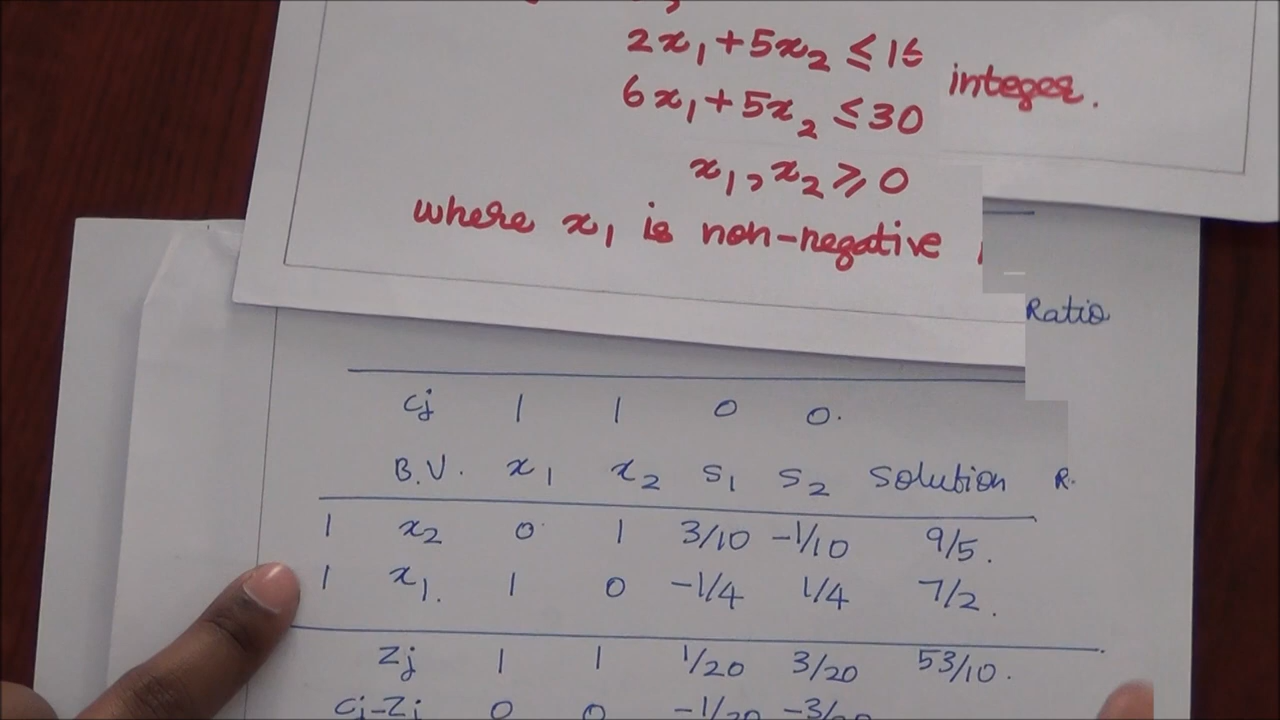 2x₁ + 5x₂ ≤ 16
integer.
6x₁ + 5x₂ ≤ 30
x₁, x₂ ≥ 0
where x₁ is non-negative
Ratio
Cj 1 1 0 0.
B.V. x₁ x₂ S₁ S₂ Solution R.
1 x₂ 0 1 3/10 -1/10 9/5.
1 x₁. 1 0 -1/4 1/4 7/2.
Zj 1 1 1/20 3/20 53/10.
Cj-Zj 0 0 -1/20